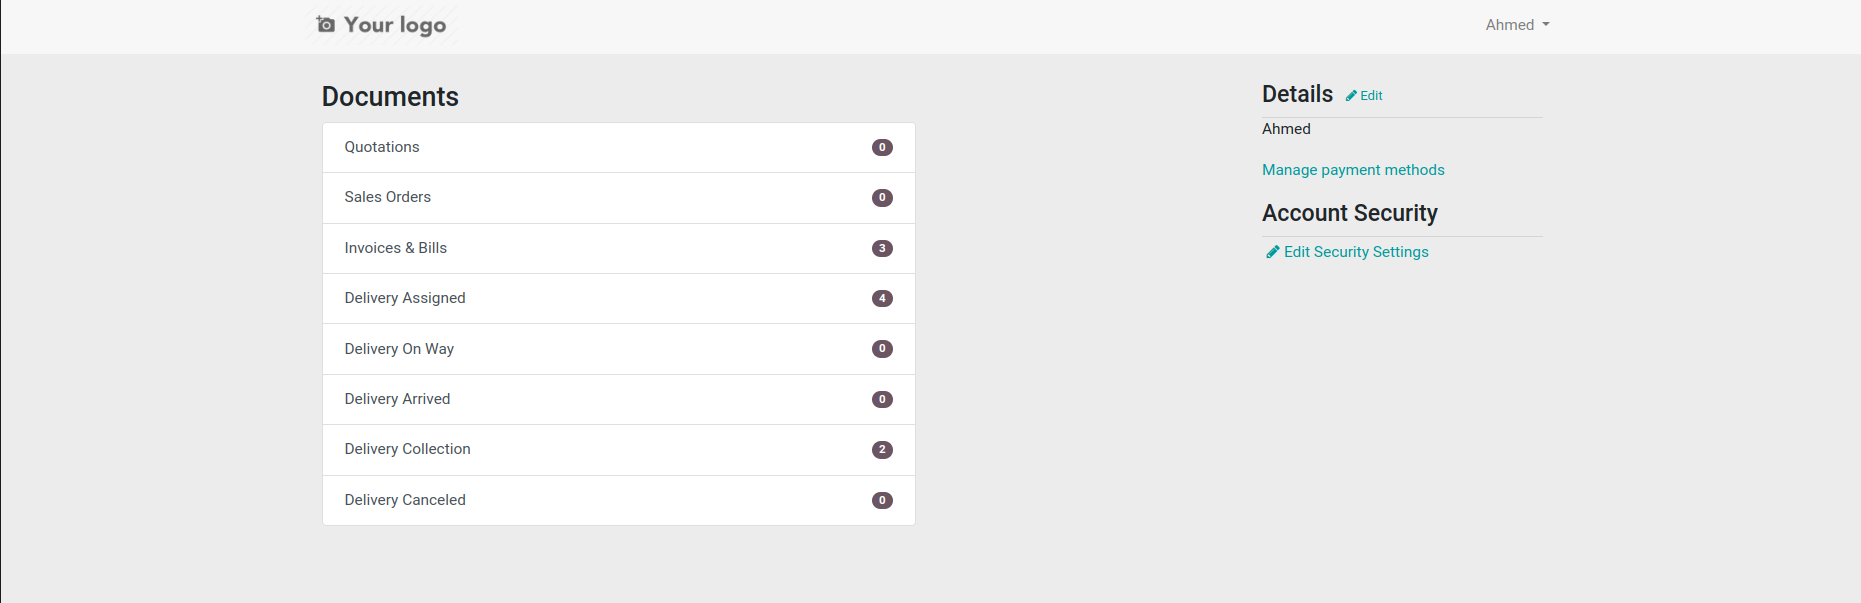 Your logo
Ahmed
Documents
Quotations 0
Sales Orders 0
Invoices & Bills 3
Delivery Assigned 4
Delivery On Way 0
Delivery Arrived 0
Delivery Collection 2
Delivery Canceled 0
Details Edit
Ahmed
Manage payment methods
Account Security
Edit Security Settings